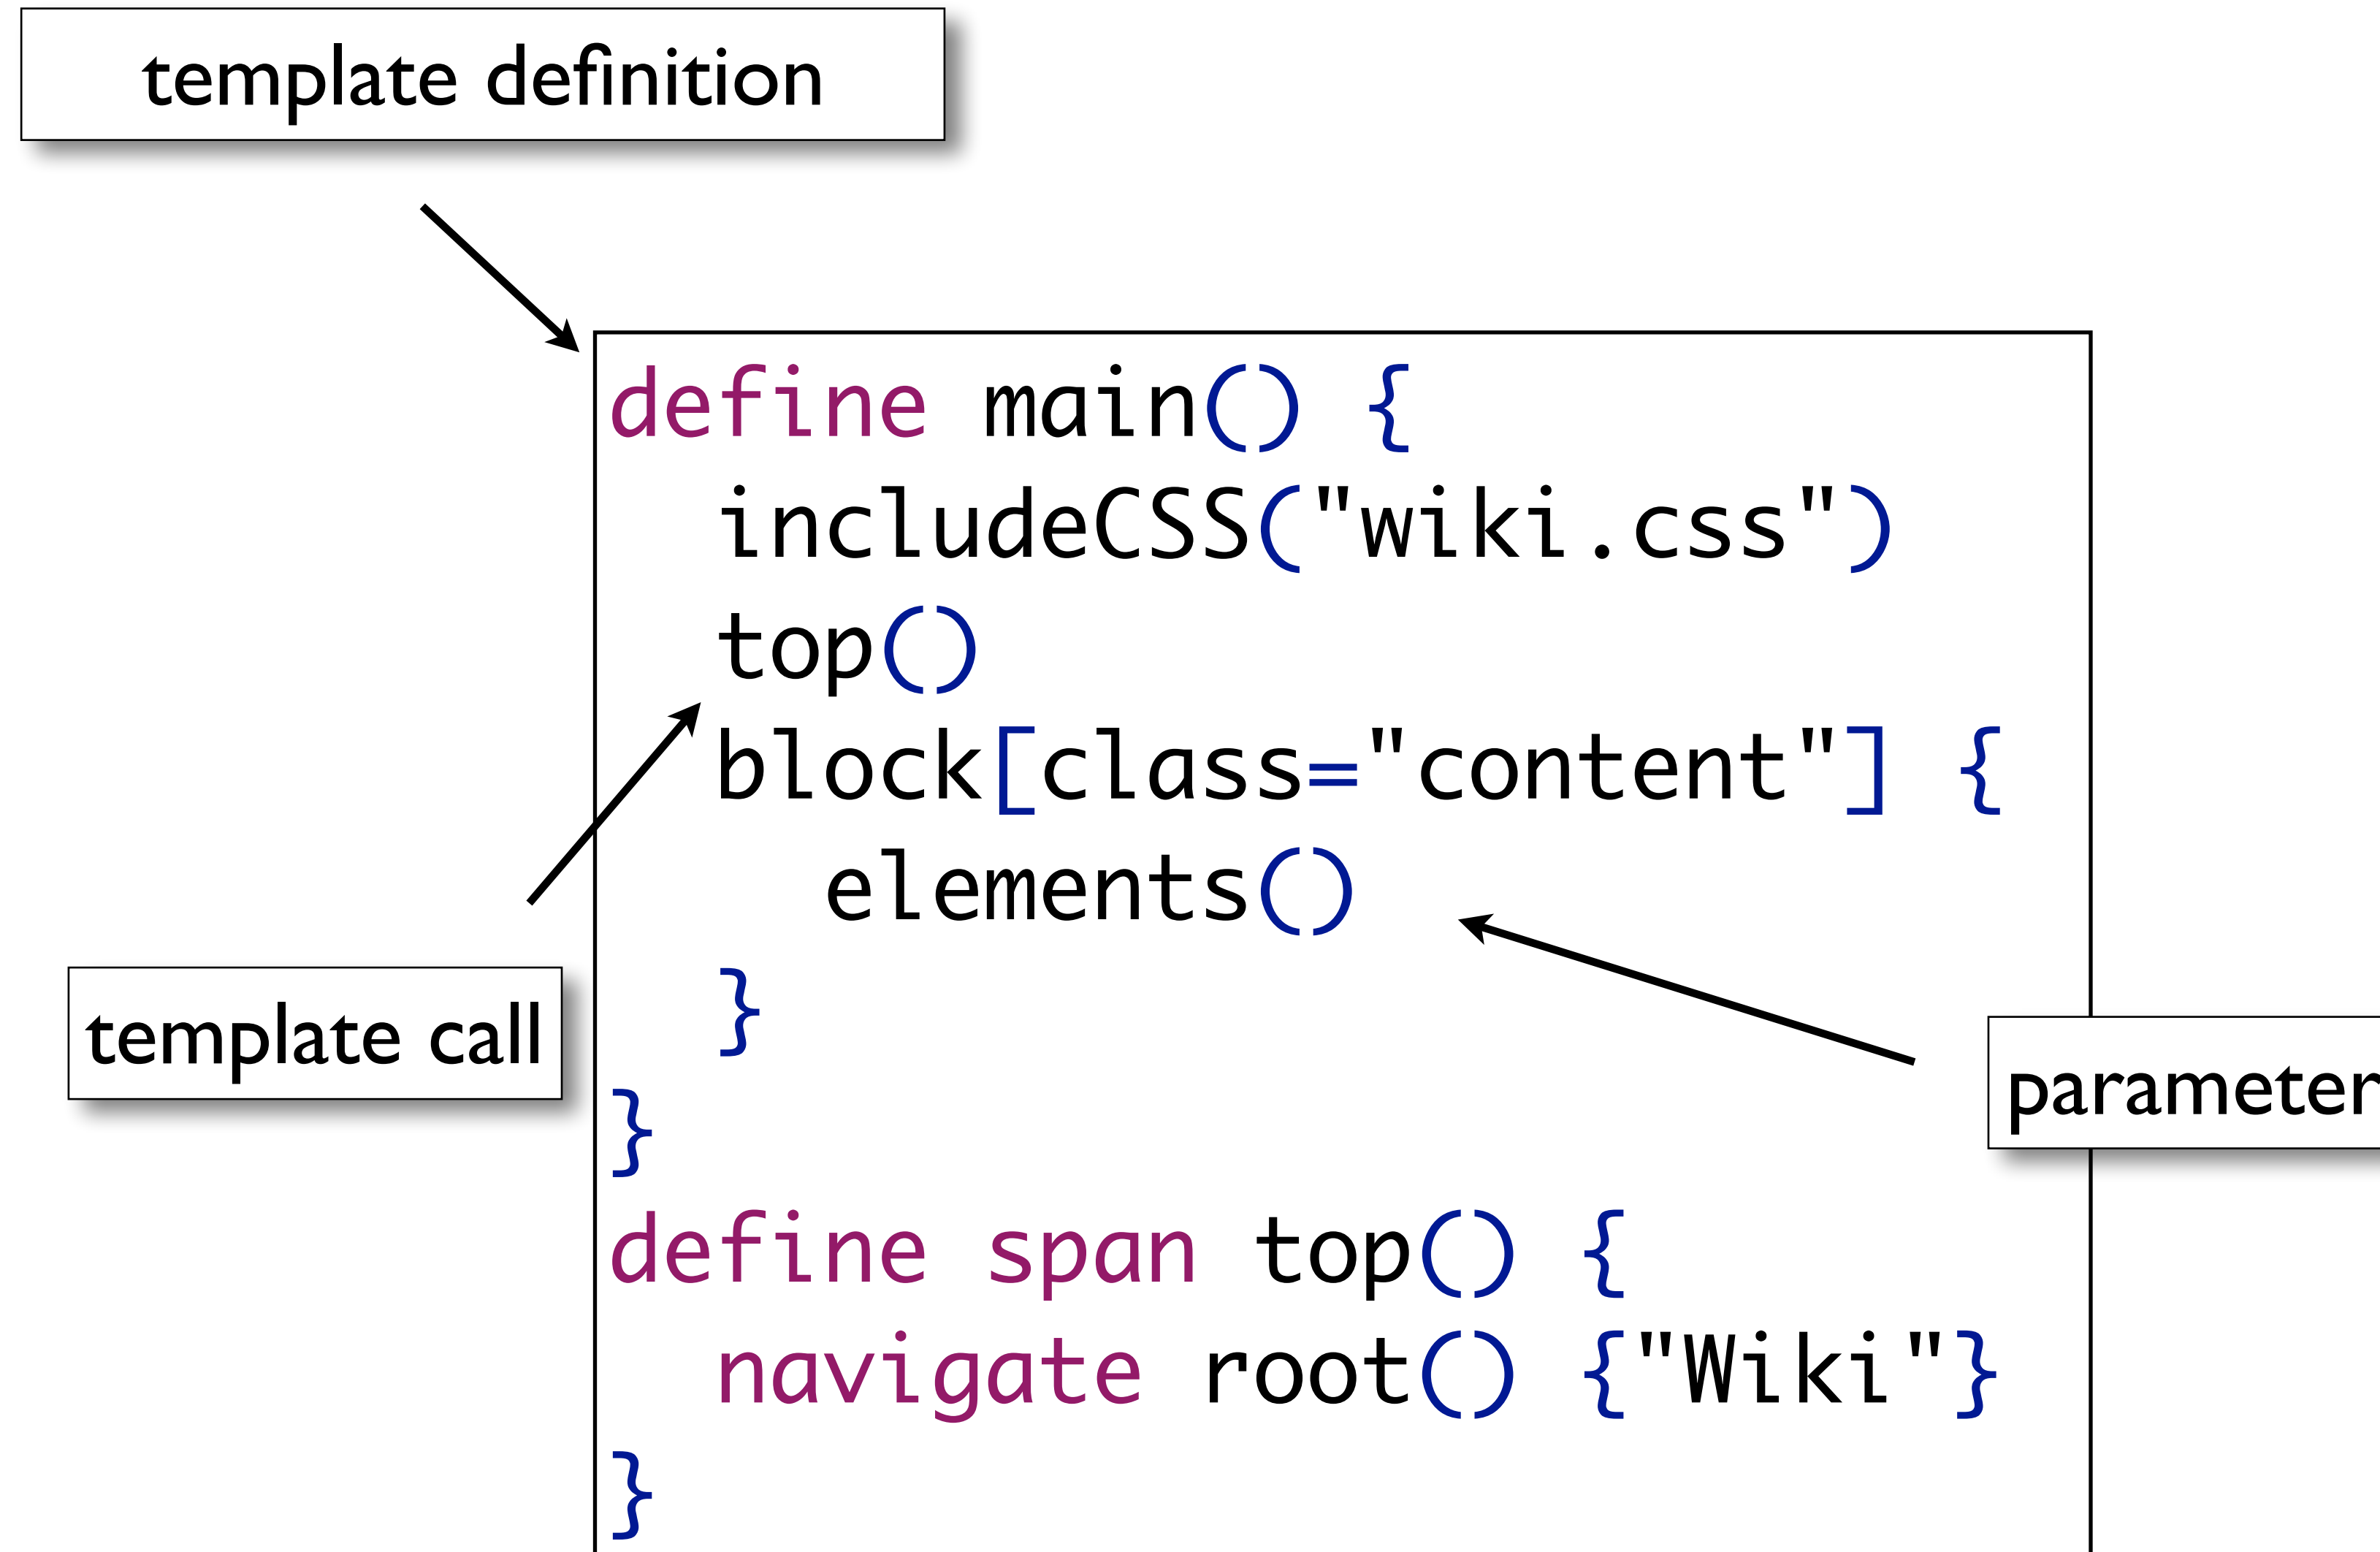 template definition
define main() {
   includeCSS("wiki.css")
   top()
   block[class="content"] {
      elements()
   }
template call
parameter
}
define span top() {
   navigate root() {"Wiki"}
}